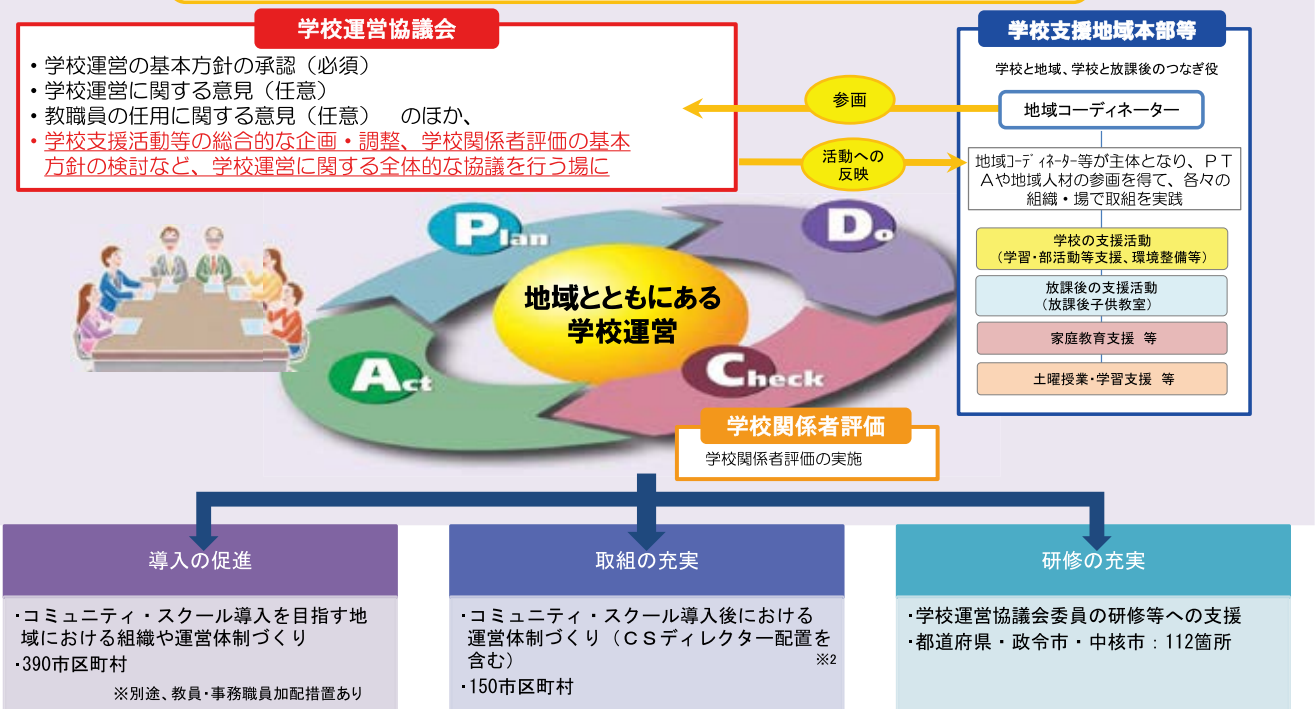 学校運営協議会
・学校運営の基本方針の承認（必須）
・学校運営に関する意見（任意）
・教職員の任用に関する意見（任意）　のほか、
・学校支援活動等の総合的な企画・調整、学校関係者評価の基本
方針の検討など、学校運営に関する全体的な協議を行う場に
参画
活動への
反映
学校支援地域本部等
学校と地域、学校と放課後のつなぎ役
地域コーディネーター
地域ｺｰﾃﾞｨﾈｰﾀｰ等が主体となり、ＰＴ
Ａや地域人材の参画を得て、各々の
組織・場で取組を実践
学校の支援活動
（学習・部活動等支援、環境整備等）
放課後の支援活動
（放課後子供教室）
家庭教育支援 等
土曜授業・学習支援 等
Plan
Do
地域とともにある
学校運営
Act
Check
学校関係者評価
学校関係者評価の実施
導入の促進
・コミュニティ・スクール導入を目指す地
域における組織や運営体制づくり
・390市区町村
※別途、教員・事務職員加配措置あり
取組の充実
・コミュニティ・スクール導入後における
運営体制づくり（ＣＳディレクター配置を
含む） ※2
・150市区町村
研修の充実
・学校運営協議会委員の研修等への支援
・都道府県・政令市・中核市：112箇所